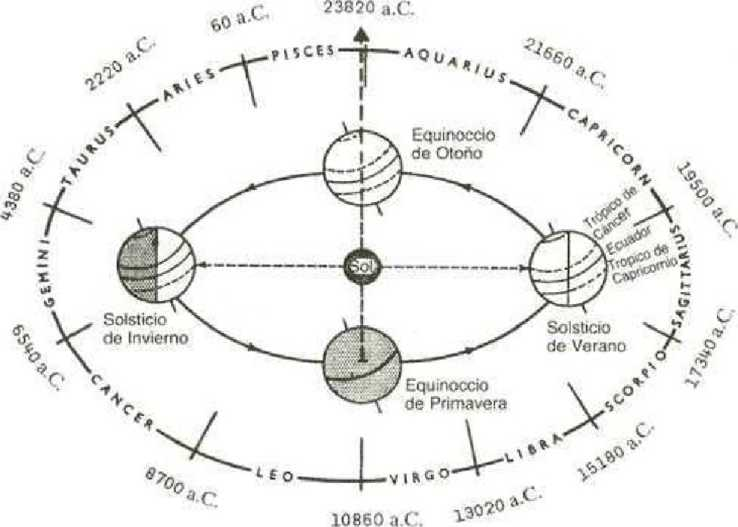 23820 a.C.
60 a.C.
2220 a.C.
4380 a.C.
6540 a.C.
8700 a.C.
10860 a.C.
13020 a.C.
15180 a.C.
17340 a.C.
19500 a.C.
21660 a.C.
PISCES
AQUARIUS
CAPRICORN
SAGITTARIUS
SCORPIO
LIBRA
VIRGO
LEO
CANCER
GEMINI
TAURUS
ARIES
Equinoccio
de Otoño
Trópico de
Cáncer
Ecuador
Tropico de
Capricornio
Sol
Solsticio
de Invierno
Solsticio
de Verano
Equinoccio
de Primavera